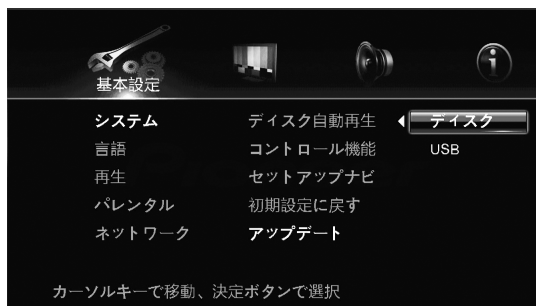 基本設定
システム ディスク自動再生 ディスク
言語 コントロール機能 USB
再生 セットアップナビ
パレンタル 初期設定に戻す
ネットワーク アップデート
カーソルキーで移動、決定ボタンで選択